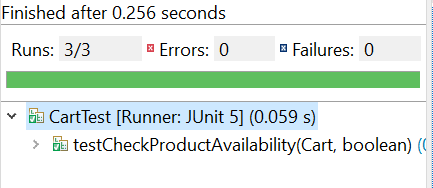 Finished after 0.256 seconds
Runs: 3/3 Errors: 0 Failures: 0
CartTest [Runner: JUnit 5] (0.059 s)
testCheckProductAvailability(Cart, boolean) (0